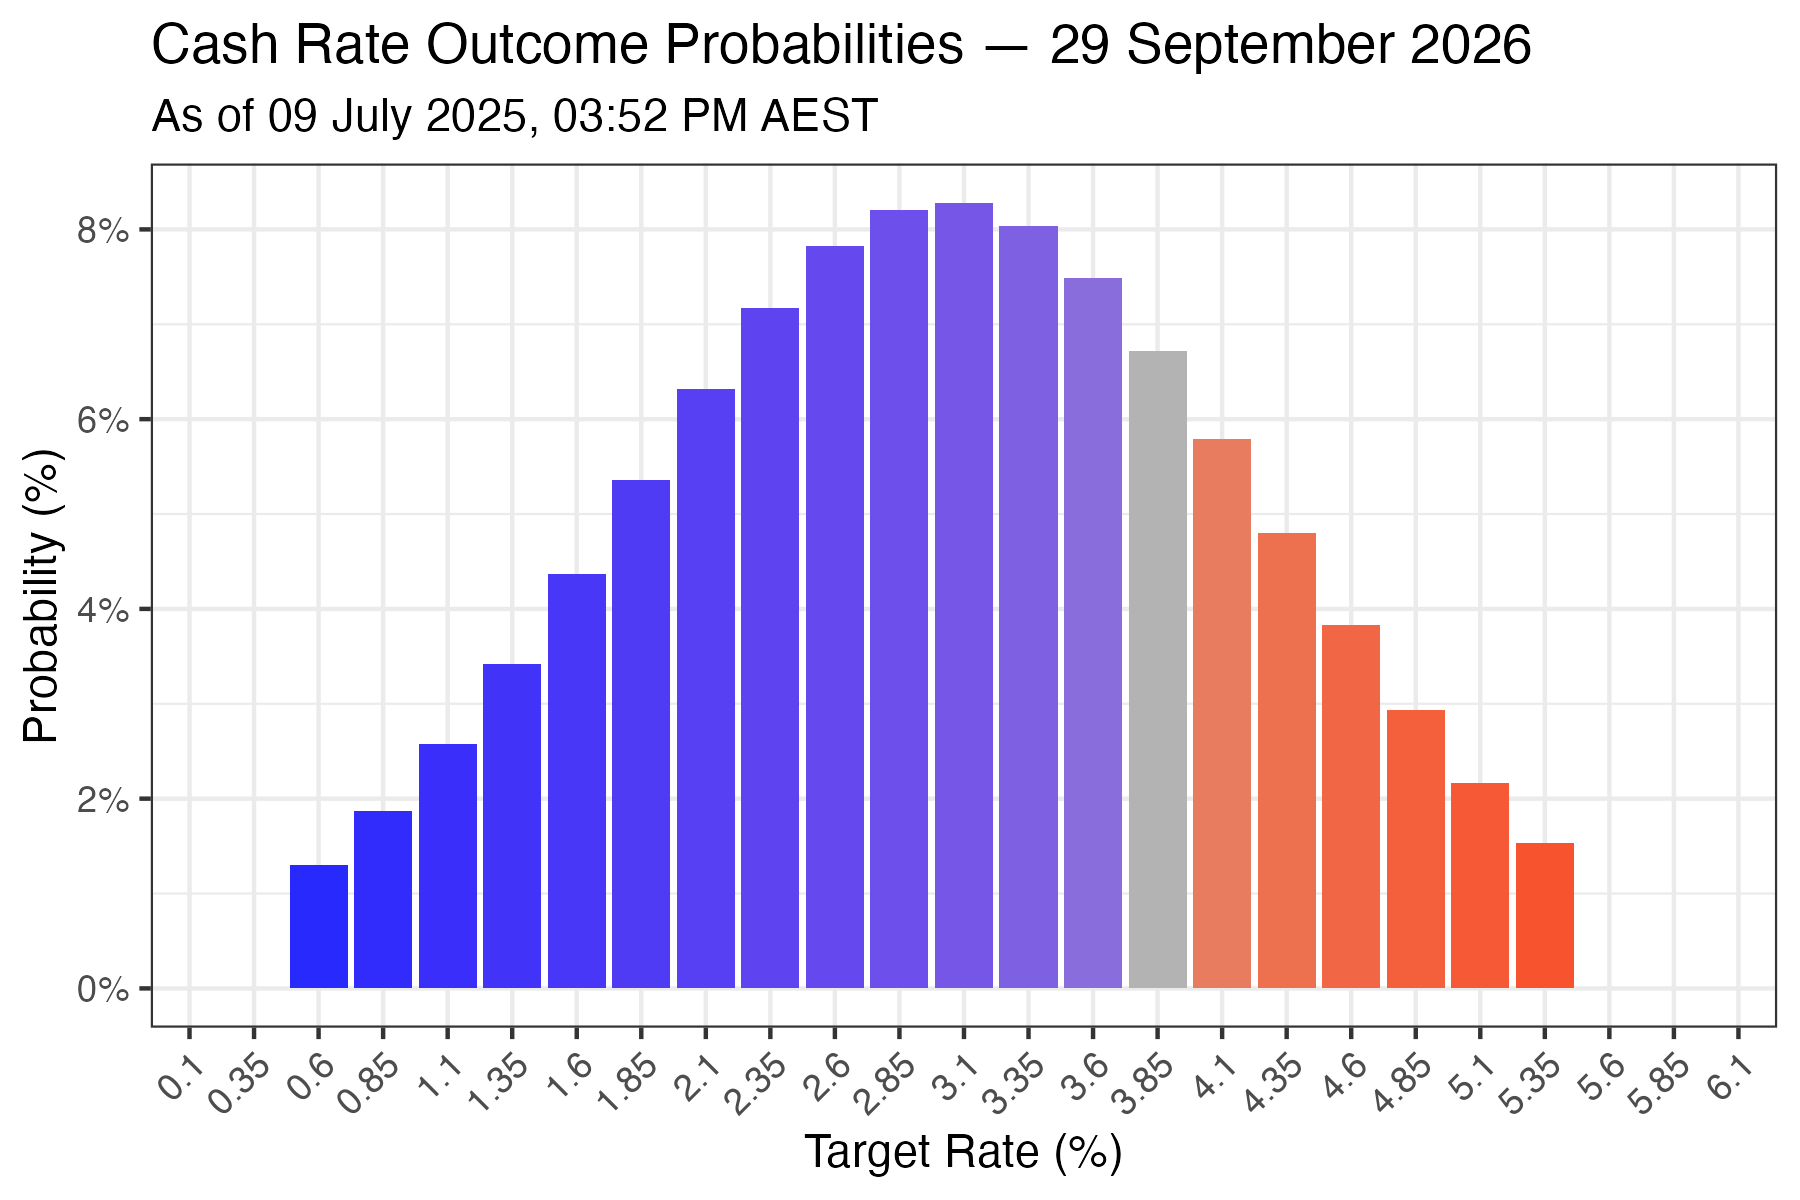 Cash Rate Outcome Probabilities — 29 September 2026
As of 09 July 2025, 03:52 PM AEST
Probability (%)
8%
6%
4%
2%
0%
0.1 0.35 0.6 0.85 1.1 1.35 1.6 1.85 2.1 2.35 2.6 2.85 3.1 3.35 3.6 3.85 4.1 4.35 4.6 4.85 5.1 5.35 5.6 5.85 6.1
Target Rate (%)